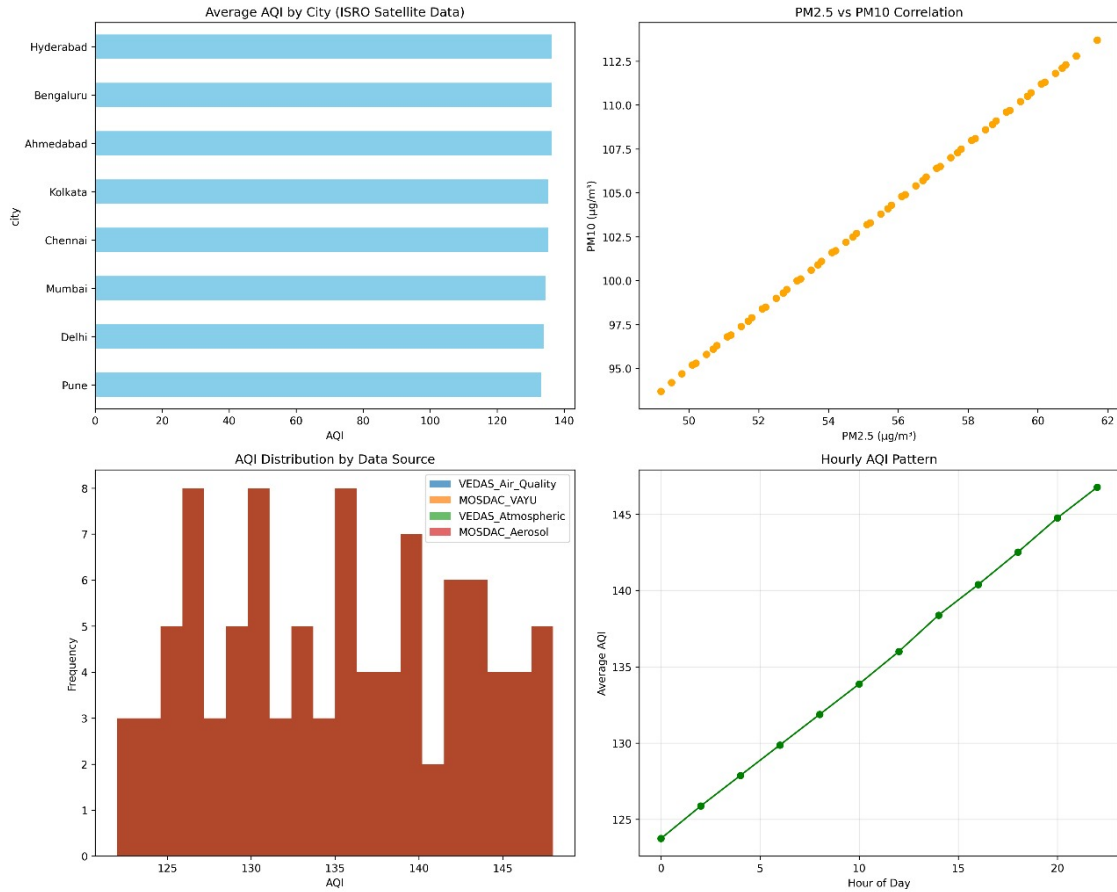 Average AQI by City (ISRO Satellite Data)
city
Hyderabad
Bengaluru
Ahmedabad
Kolkata
Chennai
Mumbai
Delhi
Pune
0 20 40 60 80 100 120 140
AQI
PM2.5 vs PM10 Correlation
PM10 (μg/m³)
112.5
110.0
107.5
105.0
102.5
100.0
97.5
95.0
50 52 54 56 58 60 62
PM2.5 (μg/m³)
AQI Distribution by Data Source
VEDAS_Air_Quality
MOSDAC_VAYU
VEDAS_Atmospheric
MOSDAC_Aerosol
Frequency
8
7
6
5
4
3
2
1
0
125 130 135 140 145
AQI
Hourly AQI Pattern
Average AQI
145
140
135
130
125
0 5 10 15 20
Hour of Day